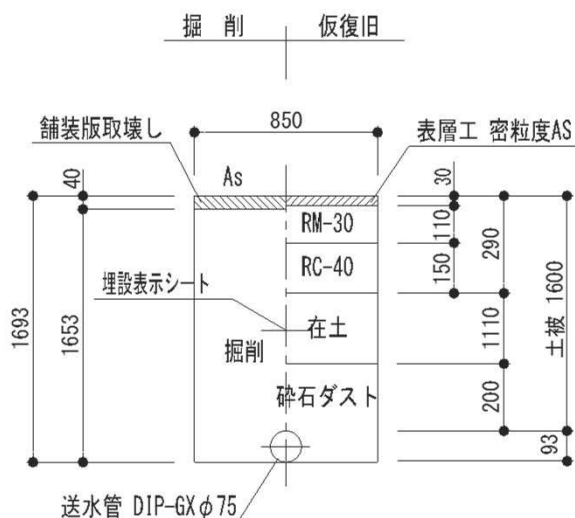 掘 削 仮復旧
850
舗装版取壊し
表層工 密粒度AS
As
40
30
RM-30
110
290
RC-40
150
埋設表示シート
在土
1693
1653
1110
土被 1600
掘削
砕石ダスト
200
93
送水管 DIP-GXφ75